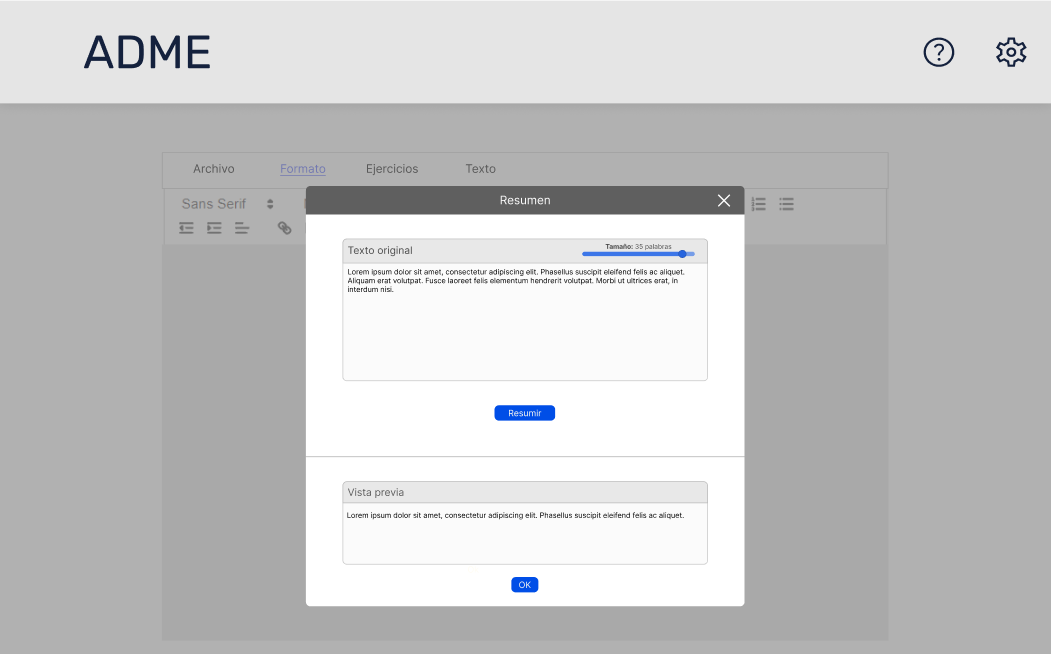 ADME
Archivo Formato Ejercicios Texto
Sans Serif
Resumen
Texto original
Tamaño: 35 palabras
Lorem ipsum dolor sit amet, consectetur adipiscing elit. Phasellus suscipit eleifend felis ac aliquet.
Aliquam erat volutpat. Fusce laoreet felis elementum hendrerit volutpat. Morbi ut ultrices erat, in
interdum nisi.
Resumir
Vista previa
Lorem ipsum dolor sit amet, consectetur adipiscing elit. Phasellus suscipit eleifend felis ac aliquet.
OK